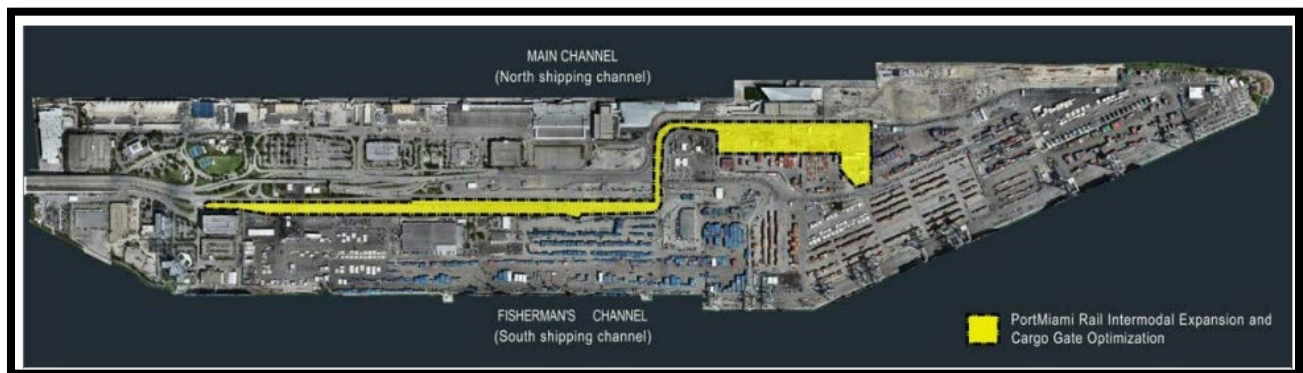 MAIN CHANNEL
(North shipping channel)
FISHERMAN'S CHANNEL
(South shipping channel)
PortMiami Rail Intermodal Expansion and
Cargo Gate Optimization